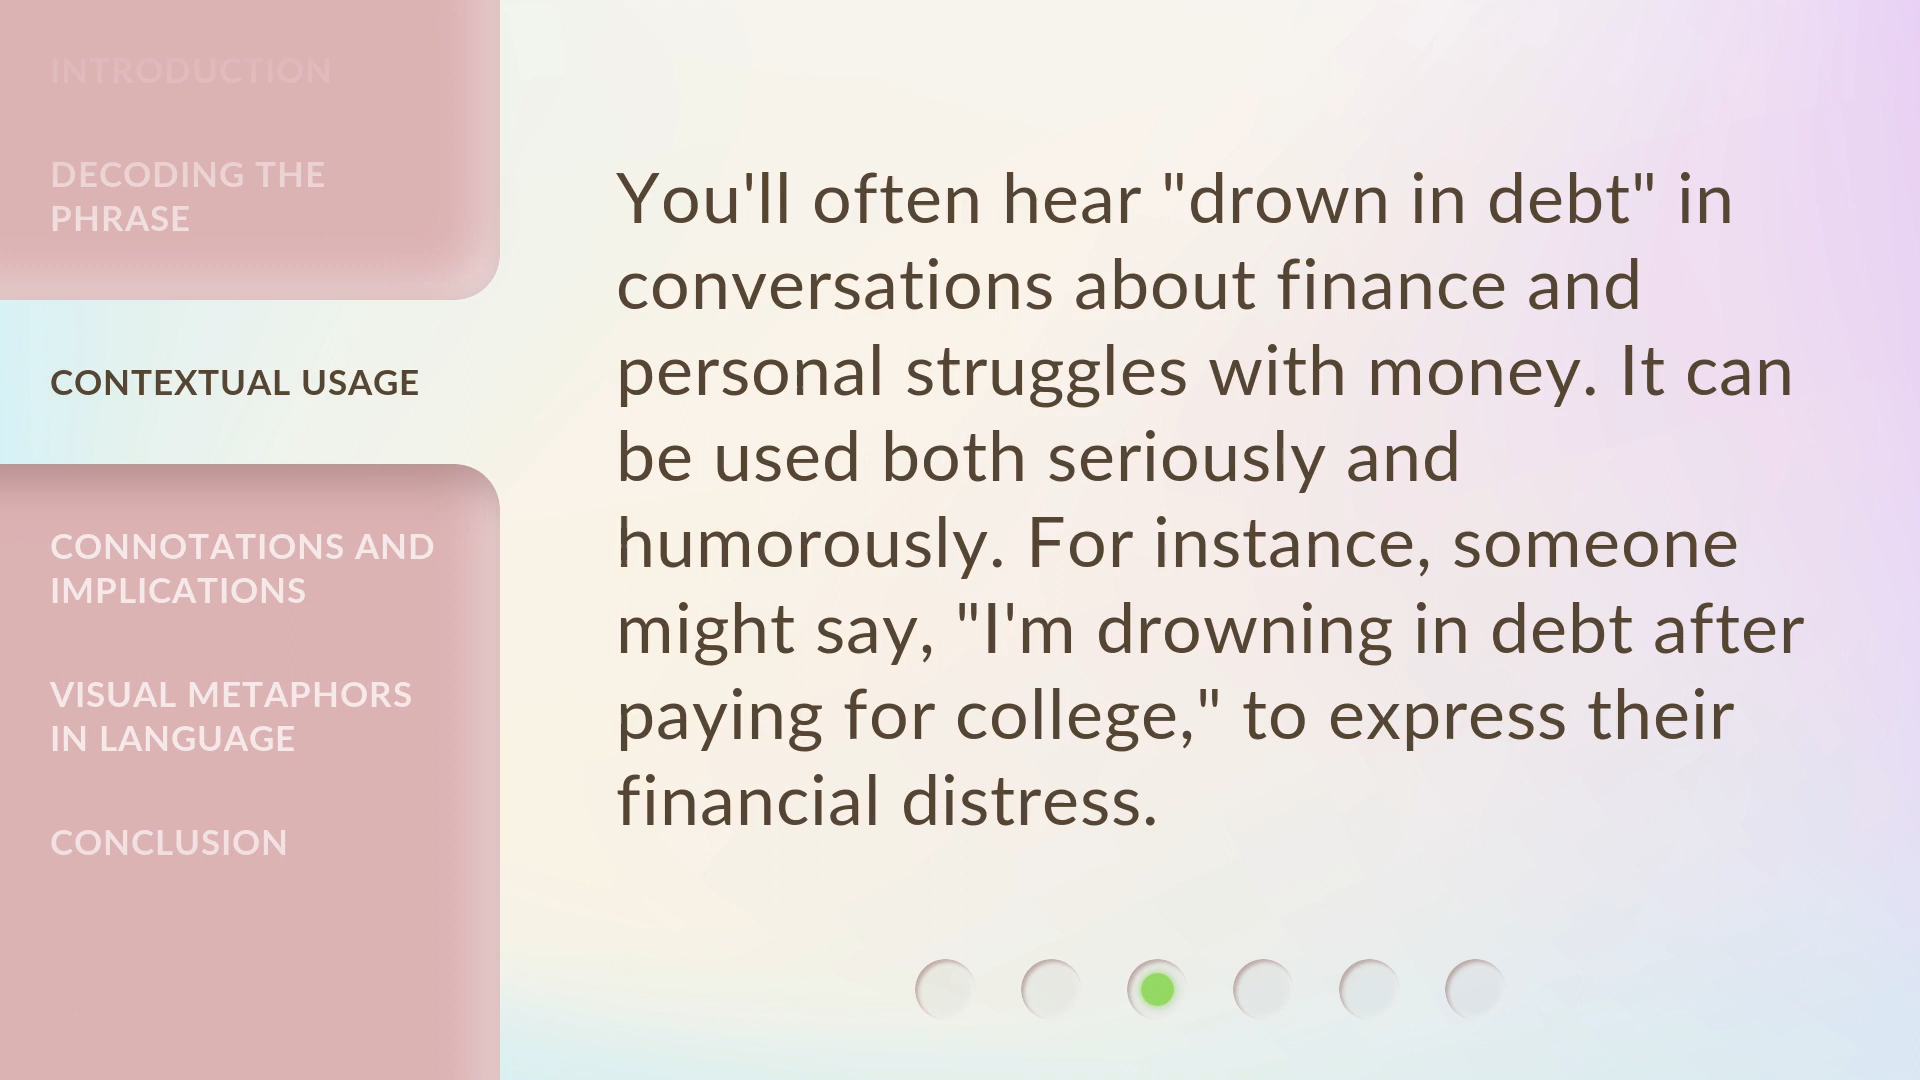 INTRODUCTION
DECODING THE
PHRASE
CONTEXTUAL USAGE
CONNOTATIONS AND
IMPLICATIONS
VISUAL METAPHORS
IN LANGUAGE
CONCLUSION
You'll often hear "drown in debt" in
conversations about finance and
personal struggles with money. It can
be used both seriously and
humorously. For instance, someone
might say, "I'm drowning in debt after
paying for college," to express their
financial distress.